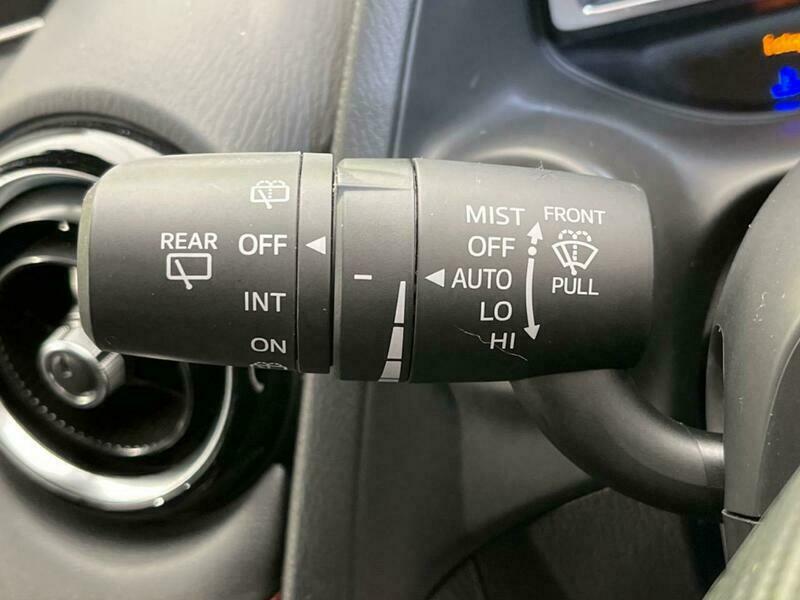 REAR
OFF
INT
ON
MIST
OFF
AUTO
LO
HI
FRONT
PULL